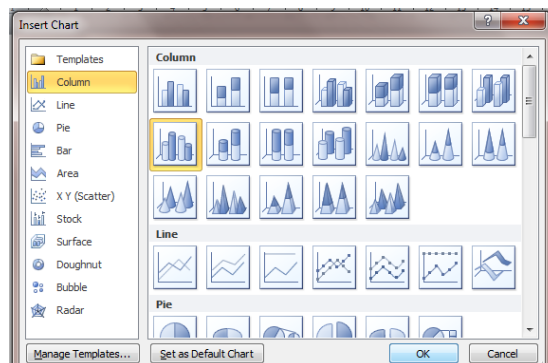 Insert Chart
Templates
Column
Line
Pie
Bar
Area
X Y (Scatter)
Stock
Surface
Doughnut
Bubble
Radar
Column
Line
Pie
Manage Templates...
Set as Default Chart
OK
Cancel